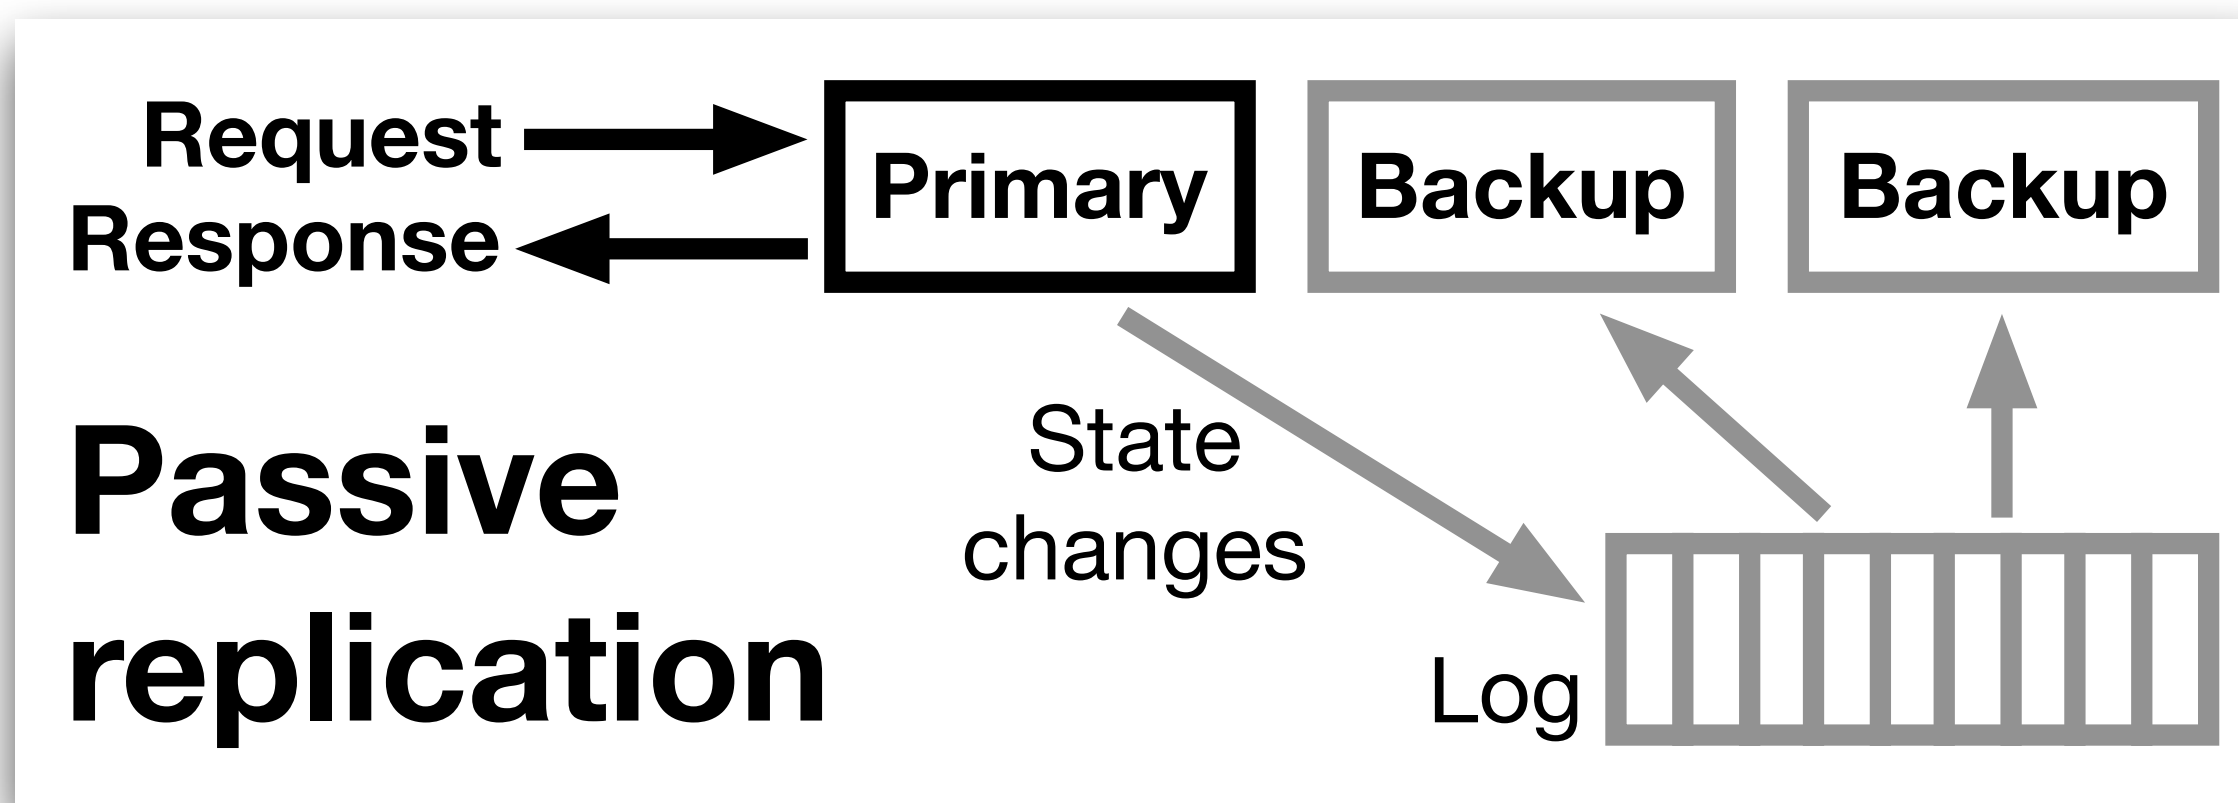 Request
Response
Primary
Backup
Backup
State
changes
Passive
replication
Log